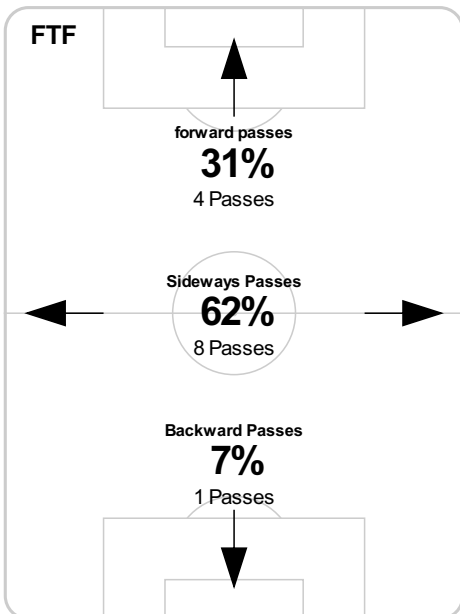 FTF
forward passes
31%
4 Passes
Sideways Passes
62%
8 Passes
Backward Passes
7%
1 Passes